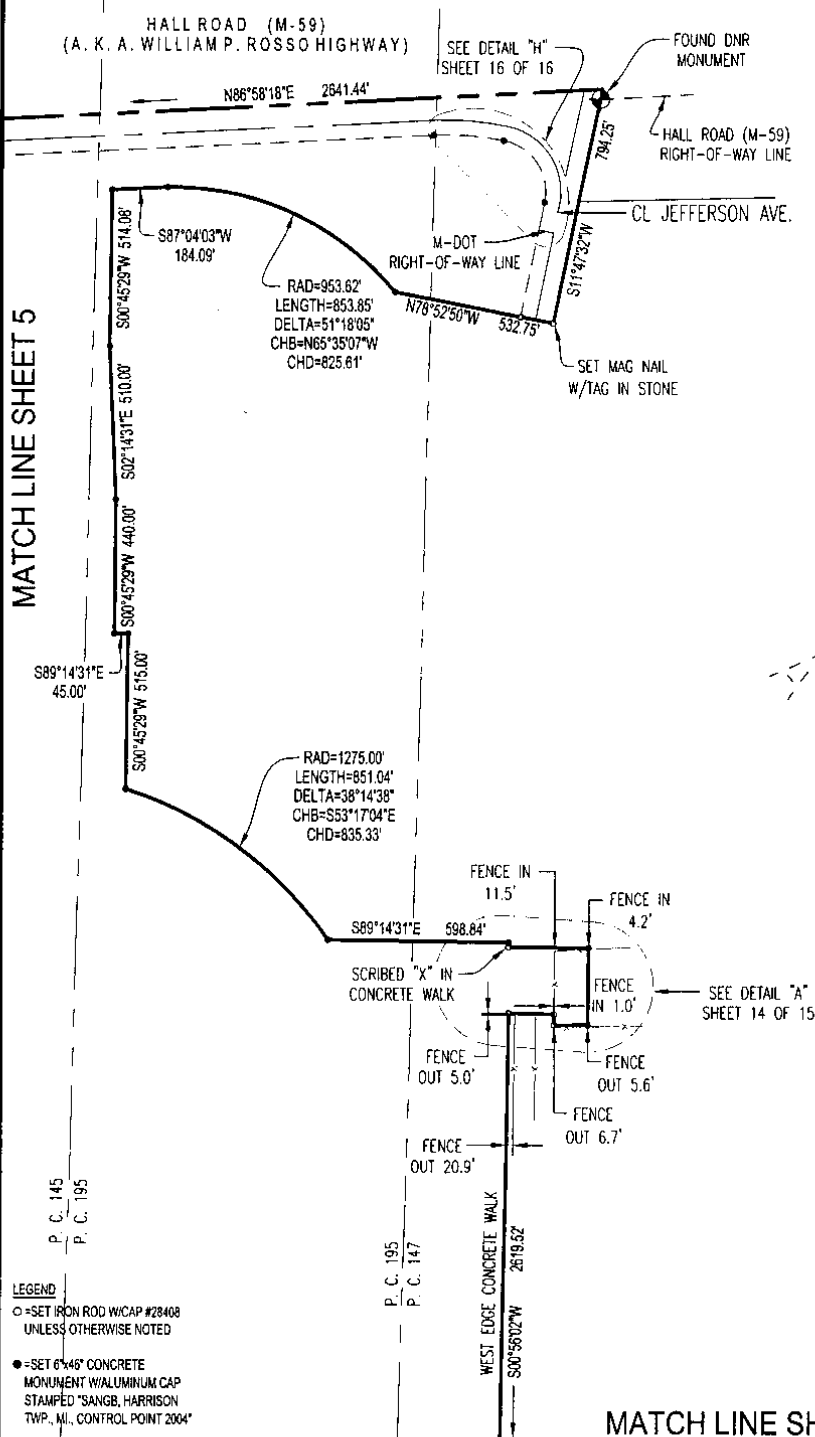 HALL ROAD (M-59)
(A. K. A. WILLIAM P. ROSSO HIGHWAY)
SEE DETAIL "H"
SHEET 16 OF 16
FOUND DNR
MONUMENT
N86°58'18"E 2641.44'
HALL ROAD (M-59)
RIGHT-OF-WAY LINE
794.25'
S11°47'32"W
CL JEFFERSON AVE.
M-DOT
RIGHT-OF-WAY LINE
S87°04'03"W
184.09'
S00°45'29"W 514.08'
RAD=953.62'
LENGTH=853.85'
DELTA=51°18'05"
CHB=N65°35'07"W
CHD=825.61'
N78°52'50"W 532.75'
SET MAG NAIL
W/TAG IN STONE
MATCH LINE SHEET 5
S02°14'31"E 510.00'
S00°45'29"W 440.00'
S89°14'31"E
45.00'
S00°45'29"W 515.00'
RAD=1275.00'
LENGTH=851.04'
DELTA=38°14'38"
CHB=S53°17'04"E
CHD=835.33'
FENCE IN
11.5'
FENCE IN
4.2'
S89°14'31"E 598.84'
SCRIBED "X" IN
CONCRETE WALK
FENCE
IN 1.0'
SEE DETAIL "A"
SHEET 14 OF 15
FENCE
OUT 5.0'
FENCE
OUT 5.6'
FENCE
OUT 6.7'
FENCE
OUT 20.9'
WEST EDGE CONCRETE WALK
S00°56'02"W 2619.52'
P. C. 145
P. C. 195
P. C. 195
P. C. 147
LEGEND
○ =SET IRON ROD W/CAP #28408
UNLESS OTHERWISE NOTED
● =SET 6"x46" CONCRETE
MONUMENT W/ALUMINUM CAP
STAMPED "SANGB, HARRISON
TWP., MI., CONTROL POINT 2004"
MATCH LINE SH